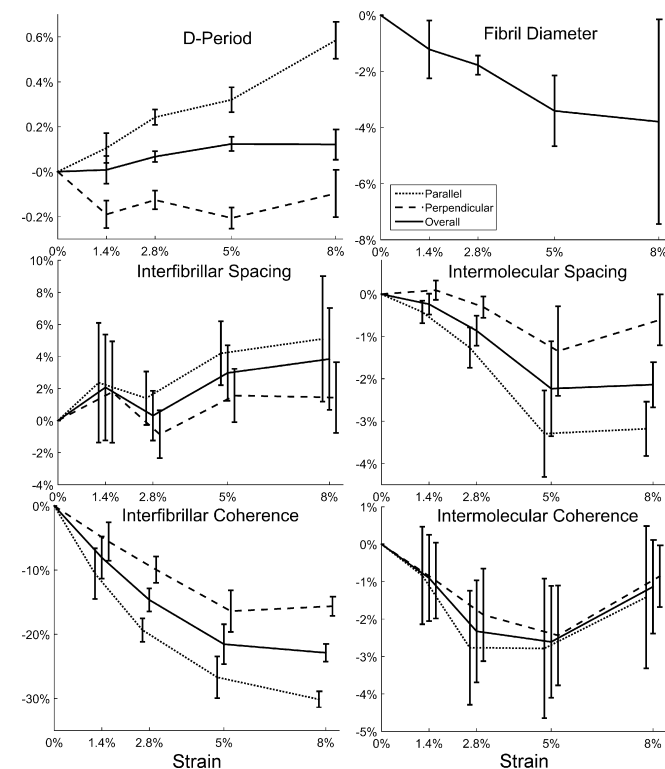 D-Period
0.6%
0.4%
0.2%
-0%
-0.2%
0% 1.4% 2.8% 5% 8%
Fibril Diameter
0%
-2%
-4%
-6%
-8%
Parallel
Perpendicular
Overall
0% 1.4% 2.8% 5% 8%
Interfibrillar Spacing
10%
8%
6%
4%
2%
0%
-2%
-4%
0% 1.4% 2.8% 5% 8%
Intermolecular Spacing
0%
-1%
-2%
-3%
-4%
0% 1.4% 2.8% 5% 8%
Interfibrillar Coherence
0%
-10%
-20%
-30%
0% 1.4% 2.8% 5% 8%
Strain
Intermolecular Coherence
1%
0%
-1%
-2%
-3%
-4%
-5%
0% 1.4% 2.8% 5% 8%
Strain